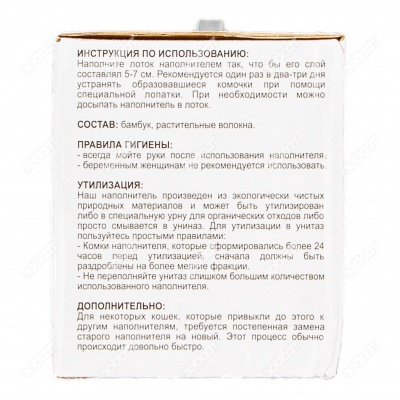 ИНСТРУКЦИЯ ПО ИСПОЛЬЗОВАНИЮ:
Наполните лоток наполнителем так, что бы его слой
составлял 5-7 см. Рекомендуется один раз в два-три дня
устранять образовавшиеся комочки при помощи
специальной лопатки. При необходимости можно
досыпать наполнитель в лоток.
СОСТАВ: бамбук, растительные волокна.
ПРАВИЛА ГИГИЕНЫ:
- всегда мойте руки после использования наполнителя,
- беременным женщинам не рекомендуется использовать.
УТИЛИЗАЦИЯ:
Наш наполнитель произведен из экологически чистых
природных материалов и может быть утилизирован
либо в специальную урну для органических отходов либо
просто смывается в униаз. Для утилизации в унитаз
пользуйтесь простыми правилами:
- Комки наполнителя, которые сформировались более 24
часов перед утилизацией, сначала должны быть
раздроблены на более мелкие фракции.
- Не переполняйте унитаз слишком большим количеством
использованного наполнителя.
ДОПОЛНИТЕЛЬНО:
Для некоторых кошек, которые привыкли до этого к
другим наполнителям, требуется постепенная замена
старого наполнителя на новый. Этот процесс обычно
происходит довольно быстро.